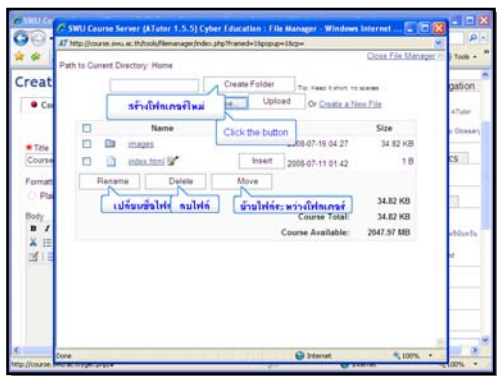 SWU Course Server (ATutor 1.5.5) Cyber Education : File Manager - Windows Internet ...
http://course.swu.ac.th/tools/filemanager/index.php?framed=1&popup=1&cp=
Close File Manager
Path to Current Directory: Home
Create Folder
Tip: Keep it short, no spaces
สร้างโฟลเดอร์ใหม่
Upload
Or Create a New File
Click the button
Name
Size
images
2008-07-16 04:27
34.82 KB
index.html
Insert
2008-07-11 01:42
1 B
Rename
Delete
Move
34.82 KB
เปลี่ยนชื่อไฟล์
ลบไฟล์
ย้ายไฟล์ระหว่างโฟลเดอร์
Course Total:
34.82 KB
Course Available:
2047.97 MB
Title
Course
Body
Done
Internet
100%